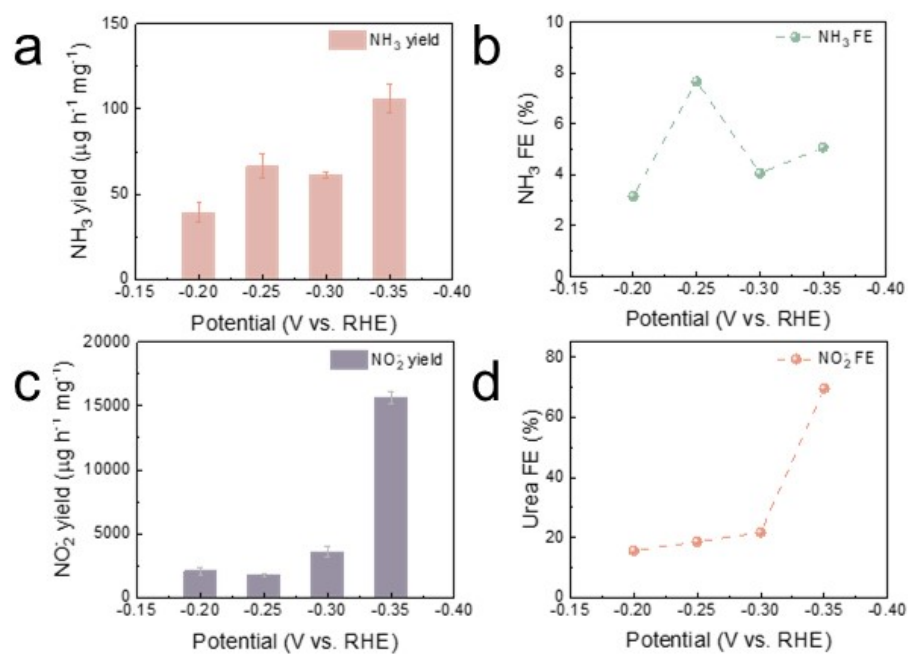 a
NH₃ yield
NH₃ yield (μg h⁻¹ mg⁻¹)
150
100
50
0
-0.15 -0.20 -0.25 -0.30 -0.35 -0.40
Potential (V vs. RHE)
b
NH₃ FE
NH₃ FE (%)
10
8
6
4
2
0
-0.15 -0.20 -0.25 -0.30 -0.35 -0.40
Potential (V vs. RHE)
c
NO₂⁻ yield
NO₂⁻ yield (μg h⁻¹ mg⁻¹)
20000
15000
10000
5000
0
-0.15 -0.20 -0.25 -0.30 -0.35 -0.40
Potential (V vs. RHE)
d
NO₂⁻ FE
Urea FE (%)
80
60
40
20
0
-0.15 -0.20 -0.25 -0.30 -0.35 -0.40
Potential (V vs. RHE)